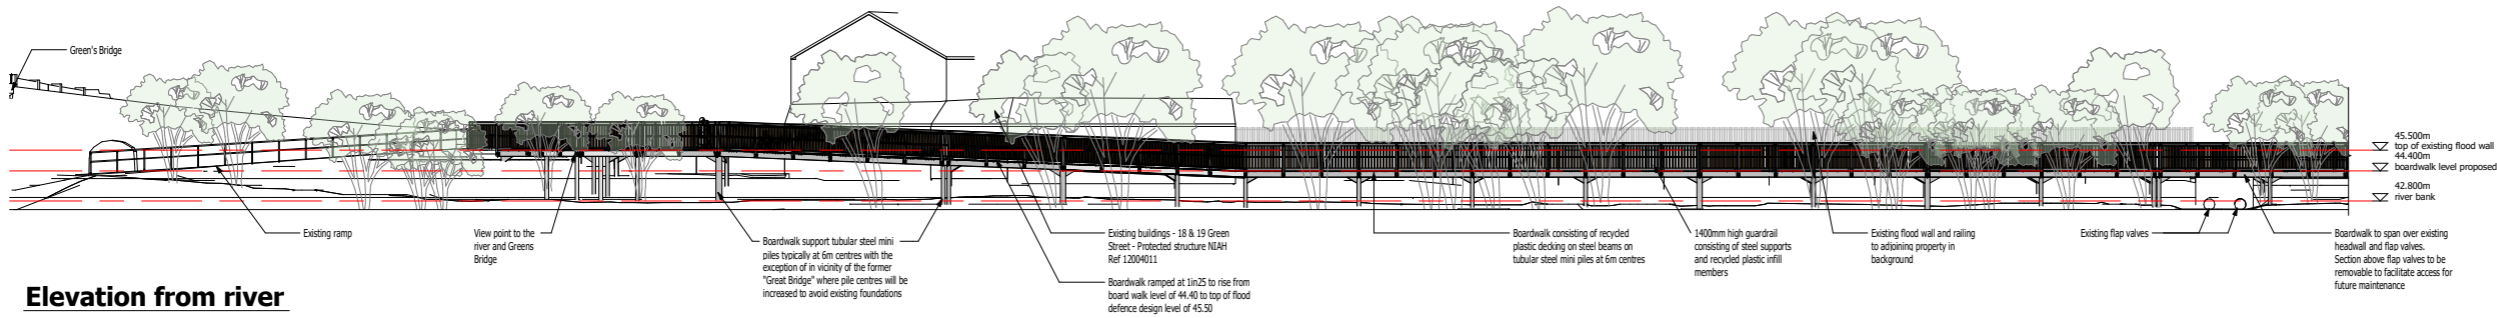 Green's Bridge
45.500m
top of existing flood wall
44.400m
boardwalk level proposed
42.800m
river bank
Existing ramp
View point to the
river and Greens
Bridge
Boardwalk support tubular steel mini
piles typically at 6m centres with the
exception of in vicinity of the former
"Great Bridge" where pile centres will be
increased to avoid existing foundations
Existing buildings - 18 & 19 Green
Street - Protected structure NIAH
Ref 12004011
Boardwalk ramped at 1in25 to rise from
board walk level of 44.40 to top of flood
defence design level of 45.50
Boardwalk consisting of recycled
plastic decking on steel beams on
tubular steel mini piles at 6m centres
1400mm high guardrail
consisting of steel supports
and recycled plastic infill
members
Existing flood wall and railing
to adjoining property in
background
Existing flap valves
Boardwalk to span over existing
headwall and flap valves.
Section above flap valves to be
removable to facilitate access for
future maintenance
Elevation from river